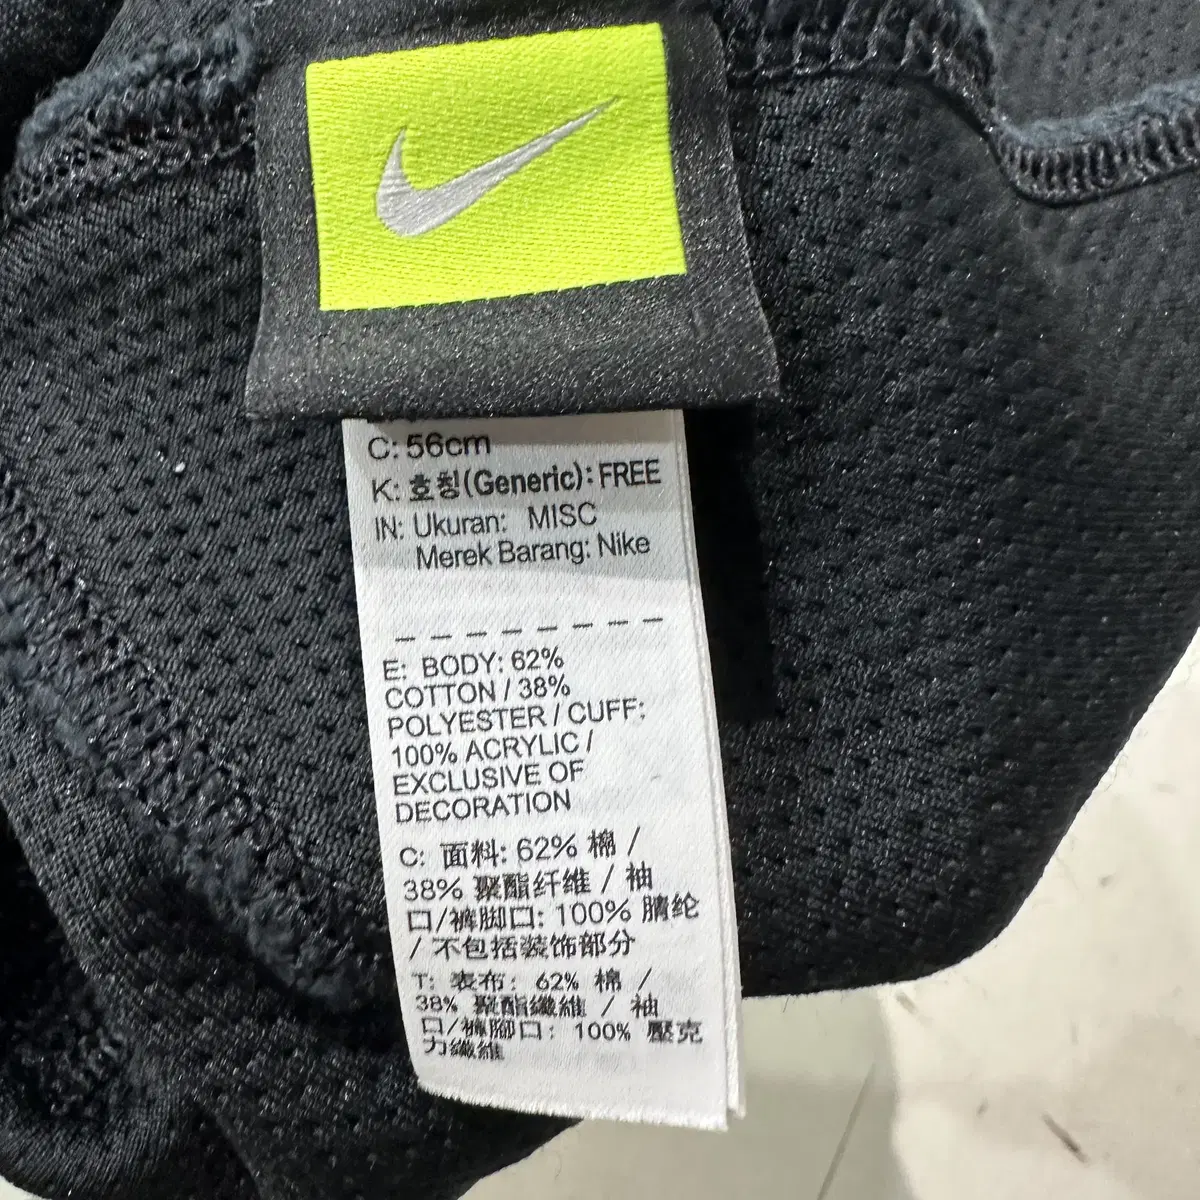 C: 56cm
K: 호칭(Generic): FREE
IN: Ukuran: MISC
Merek Barang: Nike
E: BODY: 62%
COTTON / 38%
POLYESTER / CUFF:
100% ACRYLIC /
EXCLUSIVE OF
DECORATION
C: 面料: 62% 棉 /
38% 聚酯纤维 / 袖
口/裤脚口: 100% 腈纶
/ 不包括装饰部分
T: 表布: 62% 棉 /
38% 聚酯纖維 / 袖
口/褲腳口: 100% 壓克
力纖維